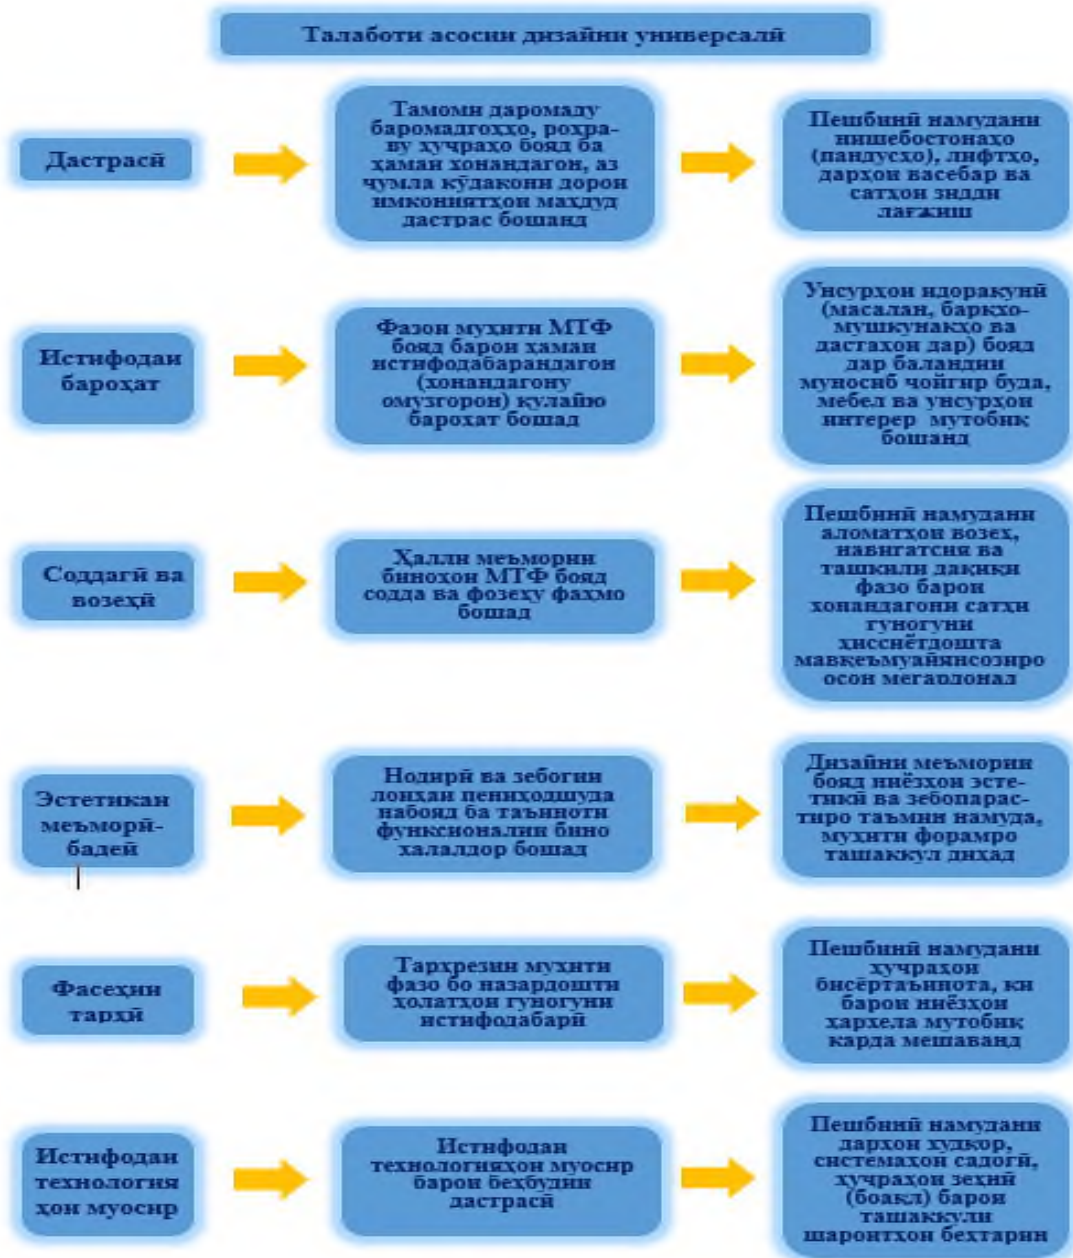 Талаботи асосии дизайни универсалӣ
Дастрасӣ
Тамоми даромаду
баромадгоҳҳо, роҳра-
ву ҳуҷраҳо бояд ба
ҳамаи хонандагон, аз
ҷумла кӯдакони дорои
имкониятҳои маҳдуд
дастрас бошанд
Пешбинӣ намудани
нишебостонаҳо
(пандусҳо), лифтҳо,
дарҳои васебар ва
сатҳои зидди
лағжиш
Истифодаи
бароҳат
Фазои муҳити МТФ
бояд барои ҳамаи
истифодабарандагон
(хонандагону
омузгорон) қулайю
бароҳат бошад
Унсурҳои идоракунӣ
(масалан, барқхо-
мушкунакҳо ва
дастаҳои дар) бояд
дар баландии
муносиб ҷойгир буда,
мебел ва унсурҳои
интерер мутобиқ
бошанд
Соддагӣ ва
возеҳӣ
Ҳалли меъмории
биноҳои МТФ бояд
содда ва фозеҳу фаҳмо
бошад
Пешбинӣ намудани
аломатҳои возеҳ,
навигатсия ва
ташкили дақиқи
фазо барои
хонандагони сатҳи
гуногуни
ҳиссиётдошта
мавқеъмуайянсозиро
осон мегардонад
Эстетикаи
меъморӣ-
бадеӣ
Нодирӣ ва зебогии
лоиҳаи пениҳодшуда
набояд ба таъиноти
функсионалии бино
халалдор бошад
Дизайни меъмории
бояд ниёзҳои эсте-
тикӣ ва зебопарас-
тиро таъмин намуда,
муҳити форамро
ташаккул диҳад
Фасеҳии
тарҳӣ
Тарҳрезии муҳити
фазо бо назардошти
ҳолатҳои гуногуни
истифодабарӣ
Пешбинӣ намудани
ҳуҷраҳои
бисёртаъинота, ки
барои ниёзҳои
ҳархела мутобиқ
карда мешаванд
Истифодаи
технология
ҳои муосир
Истифодаи
технологияҳои муосир
барои беҳбудии
дастрасӣ
Пешбинӣ намудани
дарҳои худкор,
системаҳои садогӣ,
ҳуҷраҳои зеҳнӣ
(боақл) барои
ташаккули
шароитҳои беҳтарин